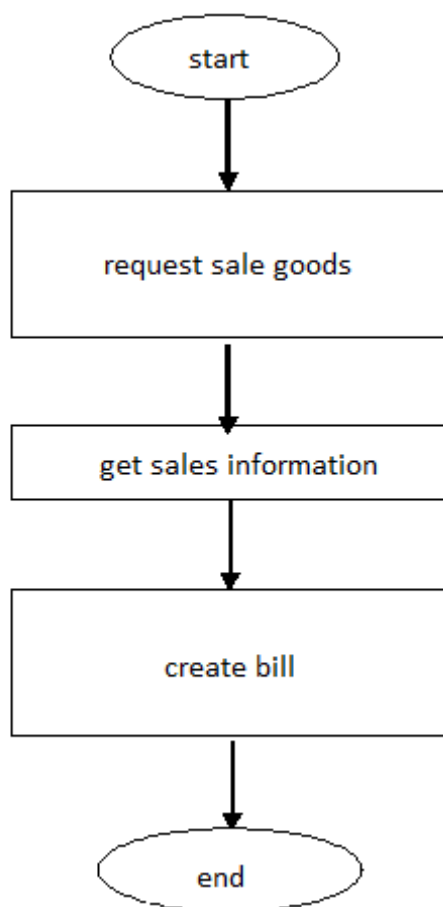 start
request sale goods
get sales information
create bill
end